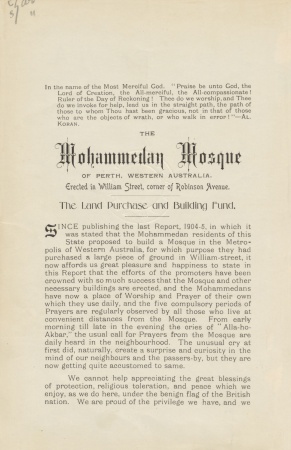 In the name of the Most Merciful God. "Praise be unto God, the
Lord of Creation, the All-merciful, the All-compassionate!
Ruler of the Day of Reckoning! Thee do we worship, and Thee
do we invoke for help, lead us in the straight path, the path of
those to whom Thou hast been gracious, not in that of those
who are the objects of wrath, or who walk in error!"—AL.
KORAN.
THE
Mohammedan Mosque
OF PERTH, WESTERN AUSTRALIA.
Erected in William Street, corner of Robinson Avenue.
The Land Purchase and Building Fund.
SINCE publishing the last Report, 1904-5, in which it
was stated that the Mohammedan residents of this
State proposed to build a Mosque in the Metro-
polis of Western Australia, for which purpose they had
purchased a large piece of ground in William-street, it
now affords us great pleasure and happiness to state in
this Report that the efforts of the promoters have been
crowned with so much success that the Mosque and other
necessary buildings are erected, and the Mohammedans
have now a place of Worship and Prayer of their own
which they use daily, and the five compulsory periods of
Prayers are regularly observed by all those who live at
convenient distances from the Mosque. From early
morning till late in the evening the cries of "Alla-ho-
Akbar," the usual call for Prayers from the Mosque are
daily heard in the neighbourhood. The unusual cry at
first did, naturally, create a surprise and curiosity in the
mind of our neighbours and the passers-by, but they are
now getting quite accustomed to same.
We cannot help appreciating the great blessings
of protection, religious toleration, and peace which we
enjoy, as we do here, under the benign flag of the British
nation. We are proud of the privilege we have, and we